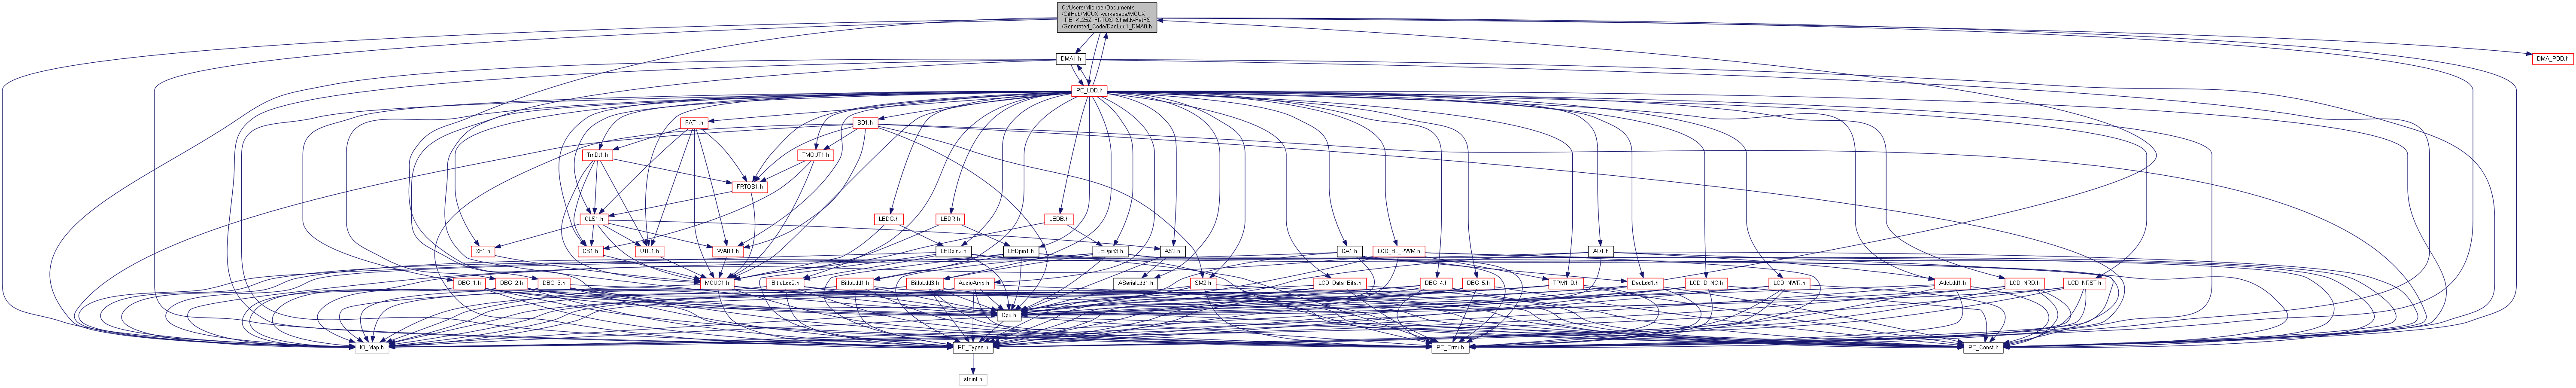 C:/Users/Michael/Documents
/GitHub/MCUX_workspace/MCUX
_PE_KL25Z_FRTOS_ShieldwFatFS
/Generated_Code/DacLdd1_DMA0.h
DMA1.h
DMA_PDD.h
PE_LDD.h
FAT1.h
SD1.h
TmDt1.h
TMOUT1.h
FRTOS1.h
CLS1.h
LEDG.h
LEDR.h
LEDB.h
XF1.h
CS1.h
UTIL1.h
WAIT1.h
LEDpin2.h
LEDpin1.h
LEDpin3.h
AS2.h
DA1.h
LCD_BL_PWM.h
AD1.h
DBG_1.h
DBG_2.h
DBG_3.h
MCUC1.h
BitIoLdd2.h
BitIoLdd1.h
BitIoLdd3.h
AudioAmp.h
ASerialLdd1.h
SM2.h
LCD_Data_Bits.h
DBG_4.h
DBG_5.h
TPM1_0.h
DacLdd1.h
LCD_D_NC.h
LCD_NWR.h
AdcLdd1.h
LCD_NRD.h
LCD_NRST.h
Cpu.h
IO_Map.h
PE_Types.h
PE_Error.h
PE_Const.h
stdint.h